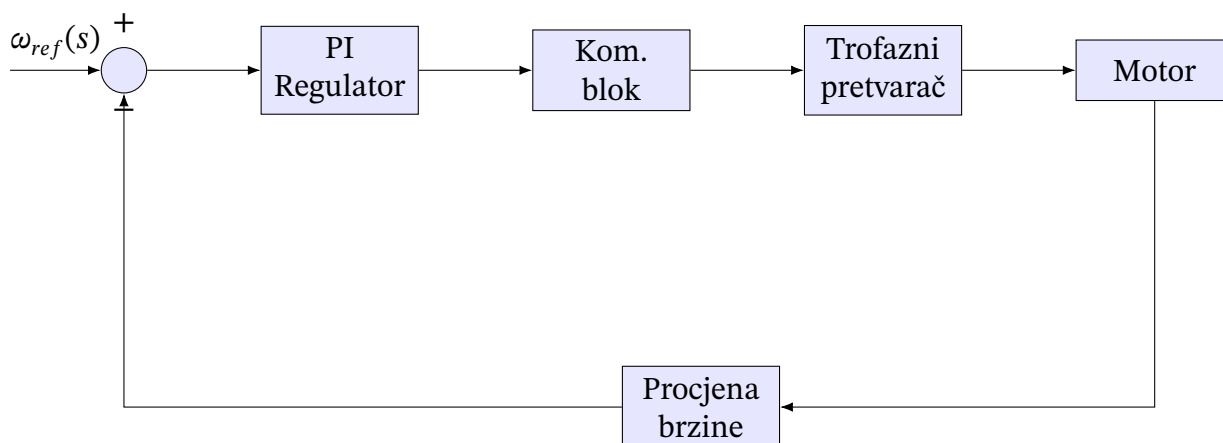 +
ω_ref(s)
PI
Regulator
Kom.
blok
Trofazni
pretvarač
Motor
−
Procjena
brzine